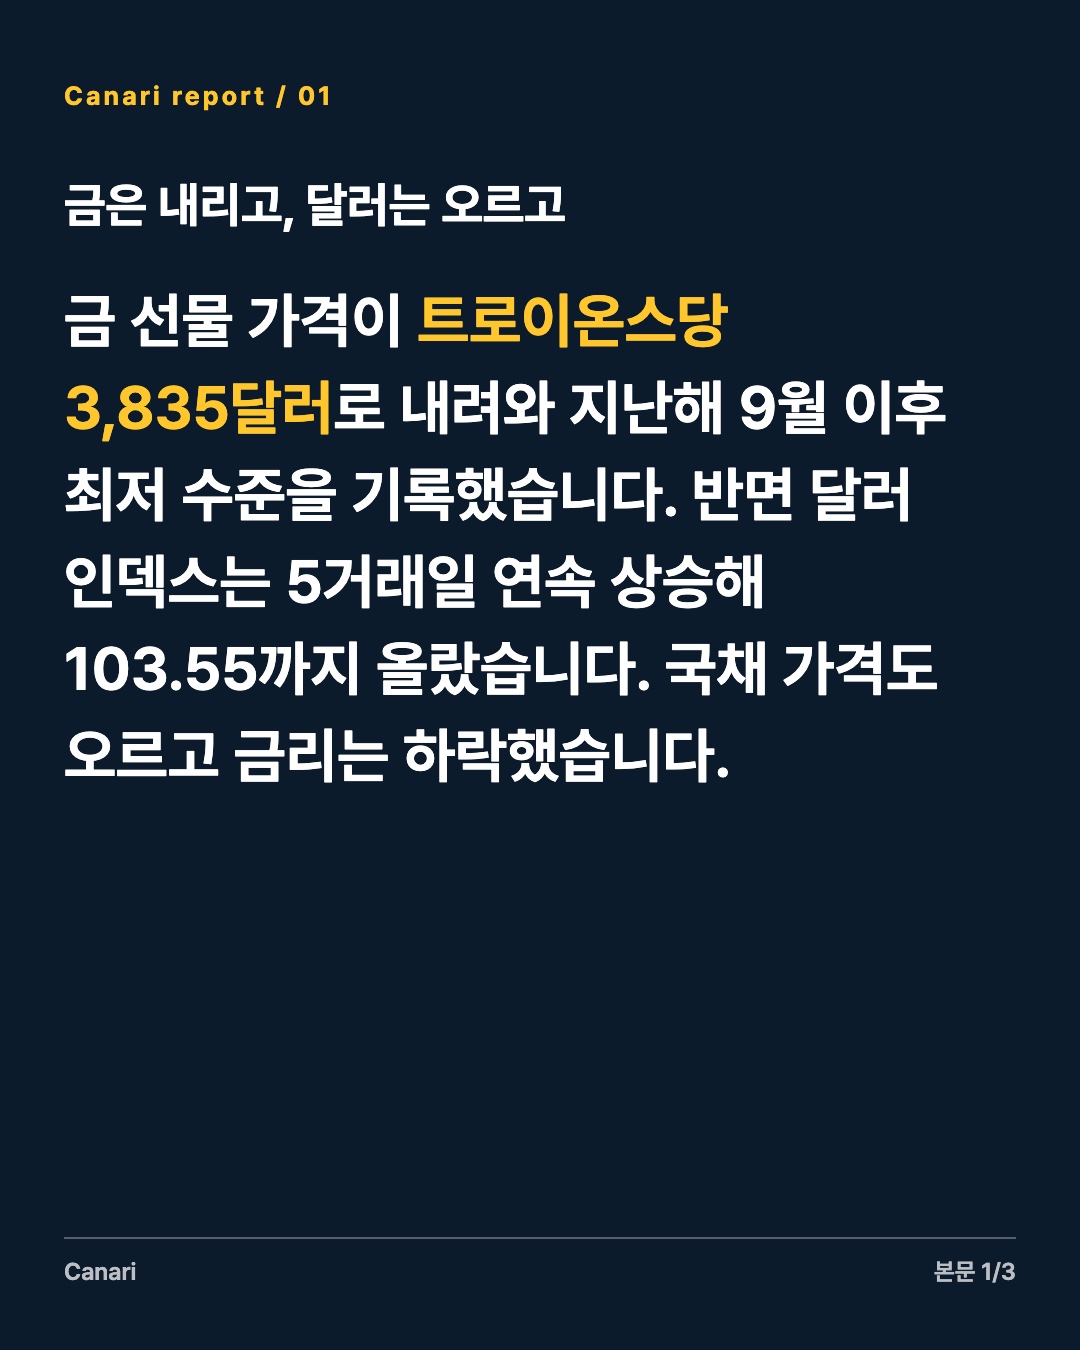 Canari report / 01
금은 내리고, 달러는 오르고
금 선물 가격이 트로이온스당
3,835달러로 내려와 지난해 9월 이후
최저 수준을 기록했습니다. 반면 달러
인덱스는 5거래일 연속 상승해
103.55까지 올랐습니다. 국채 가격도
오르고 금리는 하락했습니다.
Canari
본문 1/3